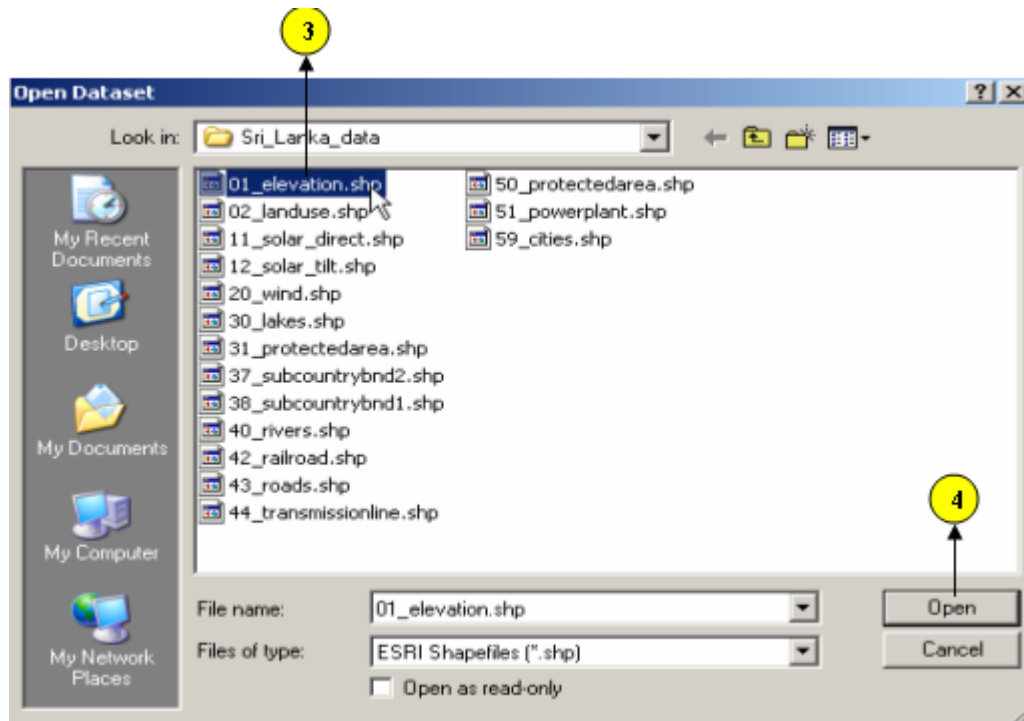 3
Open Dataset
Look in: Sri_Lanka_data
My Recent Documents
Desktop
My Documents
My Computer
My Network Places
01_elevation.shp
02_landuse.shp
11_solar_direct.shp
12_solar_tilt.shp
20_wind.shp
30_lakes.shp
31_protectedarea.shp
37_subcountrybnd2.shp
38_subcountrybnd1.shp
40_rivers.shp
42_railroad.shp
43_roads.shp
44_transmissionline.shp
50_protectedarea.shp
51_powerplant.shp
59_cities.shp
4
File name: 01_elevation.shp Open
Files of type: ESRI Shapefiles (*.shp) Cancel
Open as read-only